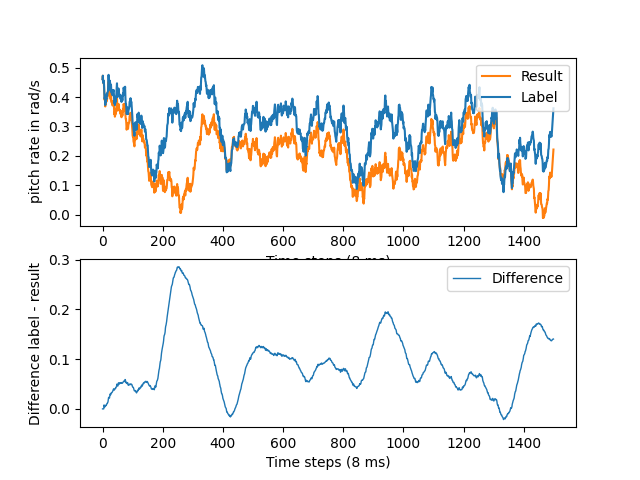 0.5
0.4
0.3
0.2
0.1
0.0
pitch rate in rad/s
Result
Label
0 200 400 600 800 1000 1200 1400
Time steps (8 ms)
0.3
0.2
0.1
0.0
Difference label - result
Difference
0 200 400 600 800 1000 1200 1400
Time steps (8 ms)